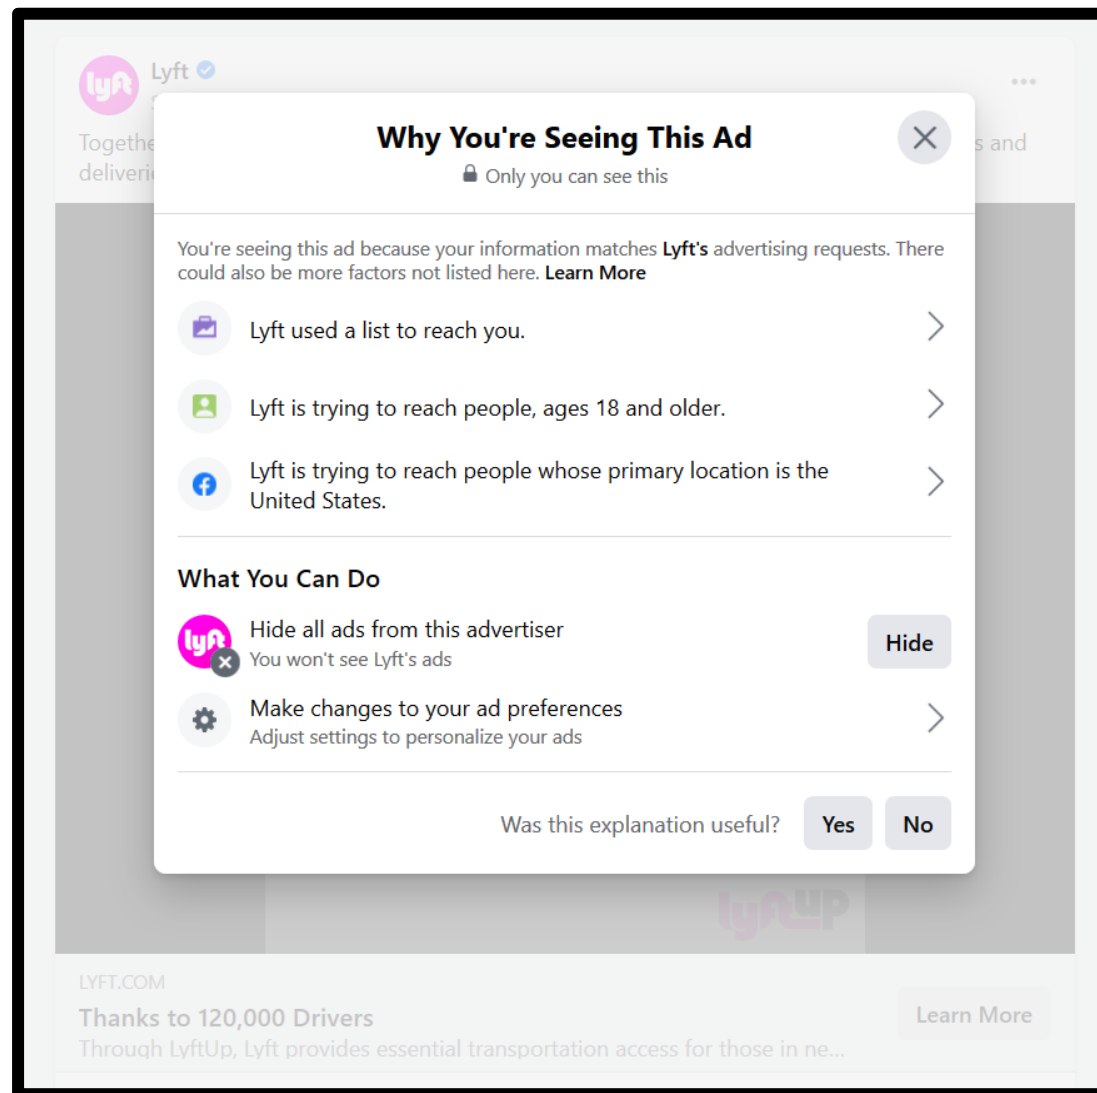 lyft
Lyft
Togethe
s and
deliveri
Why You're Seeing This Ad
Only you can see this
You're seeing this ad because your information matches Lyft's advertising requests. There
could also be more factors not listed here. Learn More
Lyft used a list to reach you.
Lyft is trying to reach people, ages 18 and older.
Lyft is trying to reach people whose primary location is the
United States.
What You Can Do
lyft
Hide all ads from this advertiser
You won't see Lyft's ads
Hide
Make changes to your ad preferences
Adjust settings to personalize your ads
Was this explanation useful?
Yes
No
lyftup
LYFT.COM
Thanks to 120,000 Drivers
Through LyftUp, Lyft provides essential transportation access for those in ne...
Learn More